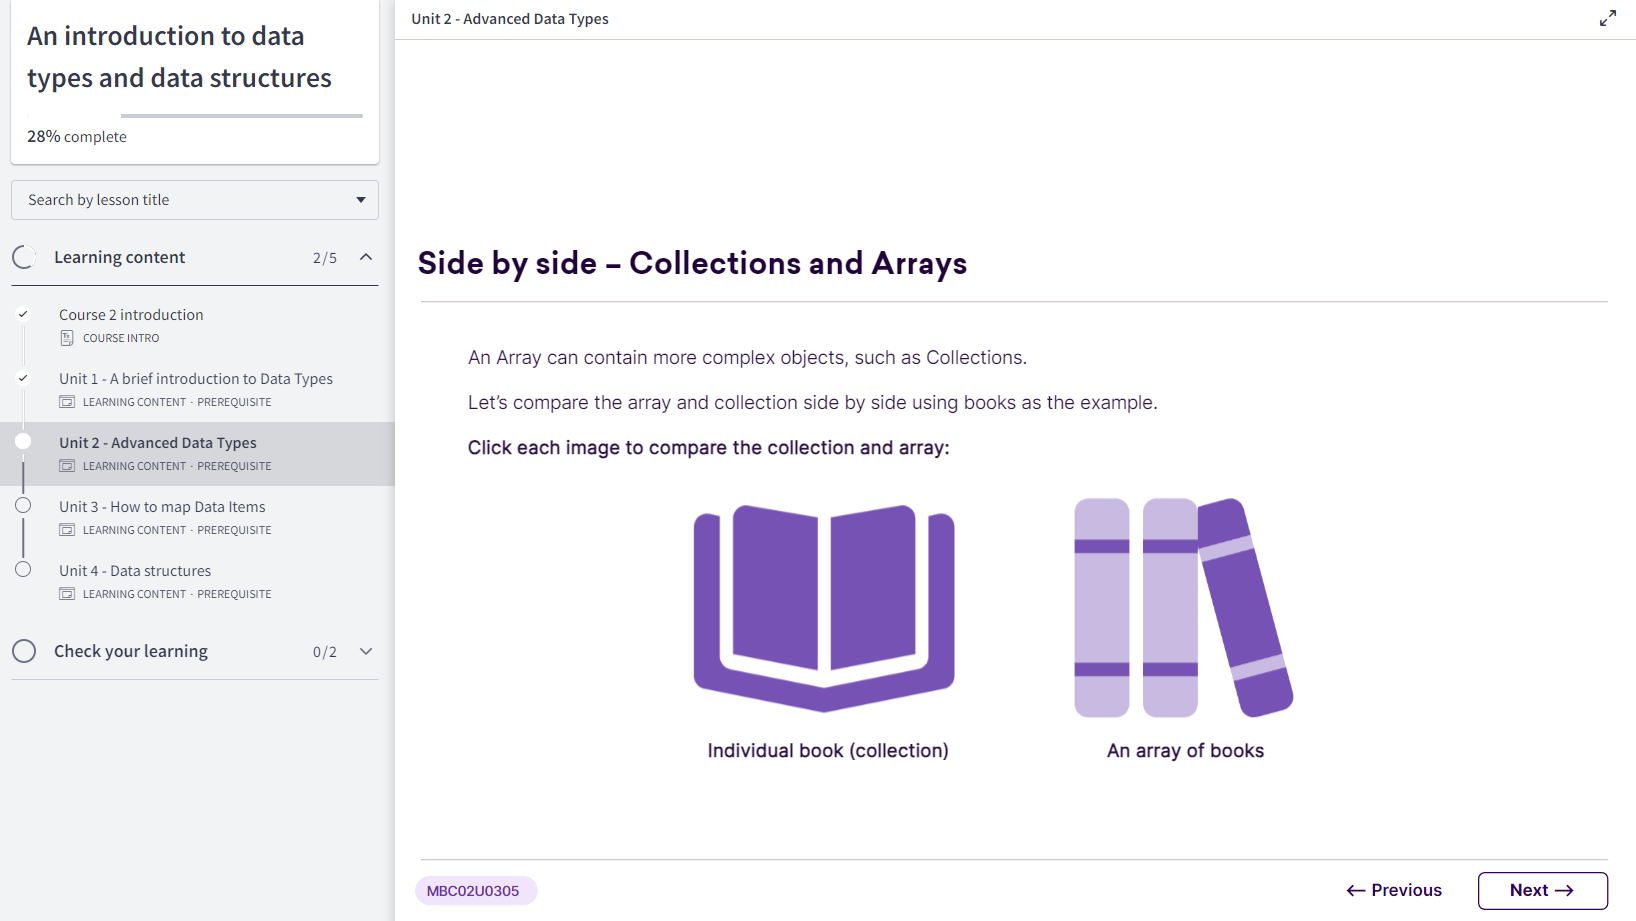 An introduction to data
types and data structures
28% complete
Search by lesson title
Learning content 2/5
Course 2 introduction
COURSE INTRO
Unit 1 - A brief introduction to Data Types
LEARNING CONTENT · PREREQUISITE
Unit 2 - Advanced Data Types
LEARNING CONTENT · PREREQUISITE
Unit 3 - How to map Data Items
LEARNING CONTENT · PREREQUISITE
Unit 4 - Data structures
LEARNING CONTENT · PREREQUISITE
Check your learning 0/2
Unit 2 - Advanced Data Types
Side by side – Collections and Arrays
An Array can contain more complex objects, such as Collections.
Let’s compare the array and collection side by side using books as the example.
Click each image to compare the collection and array:
Individual book (collection)
An array of books
MBC02U0305
← Previous
Next →